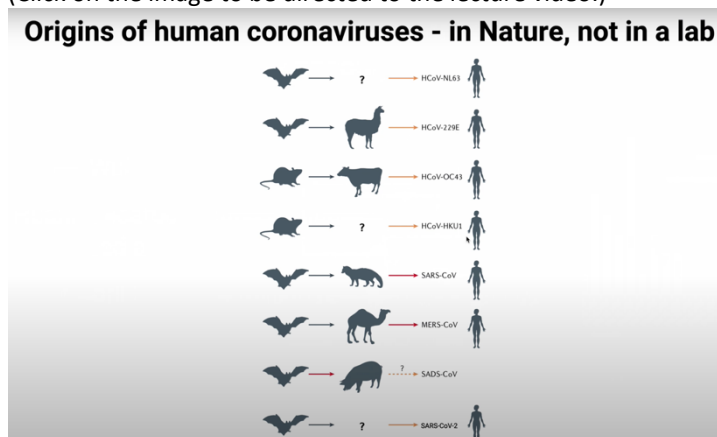 (Click on the image to be directed to the lecture video.)
Origins of human coronaviruses - in Nature, not in a lab
? HCoV-NL63
HCoV-229E
HCoV-OC43
? HCoV-HKU1
SARS-CoV
MERS-CoV
? SADS-CoV
? SARS-CoV-2